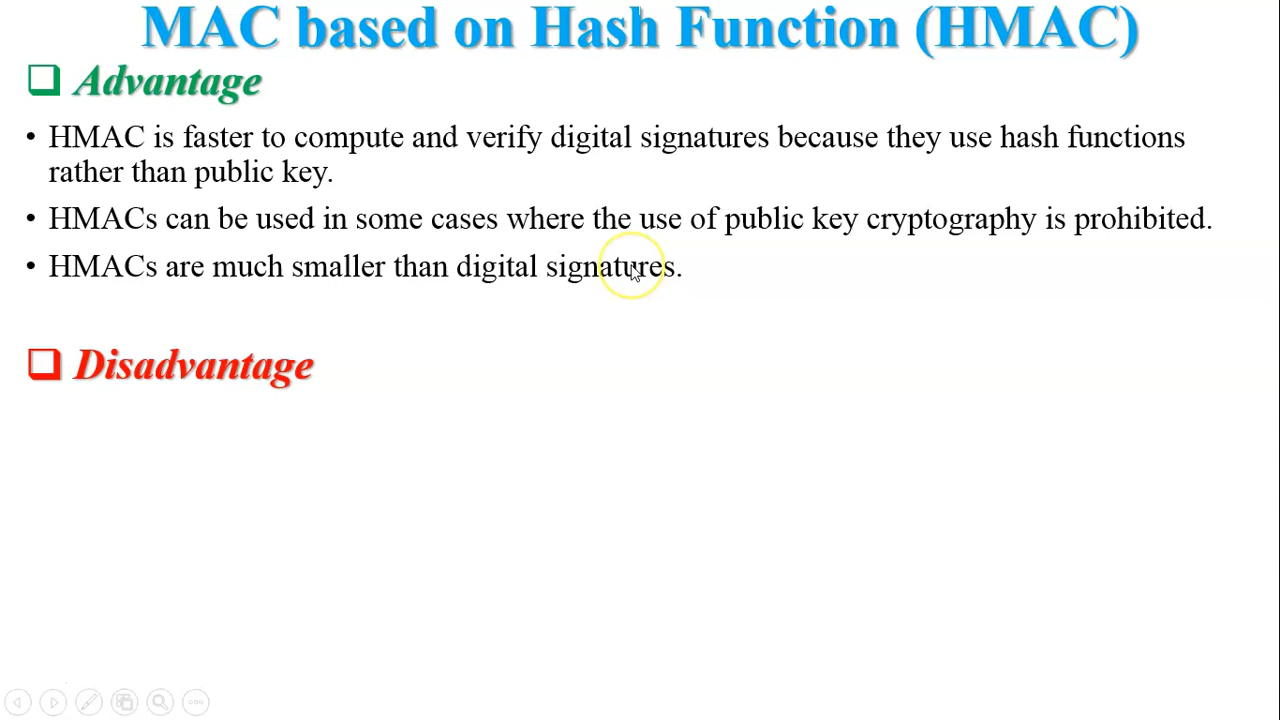 MAC based on Hash Function (HMAC)
Advantage
• HMAC is faster to compute and verify digital signatures because they use hash functions
rather than public key.
• HMACs can be used in some cases where the use of public key cryptography is prohibited.
• HMACs are much smaller than digital signatures.
Disadvantage